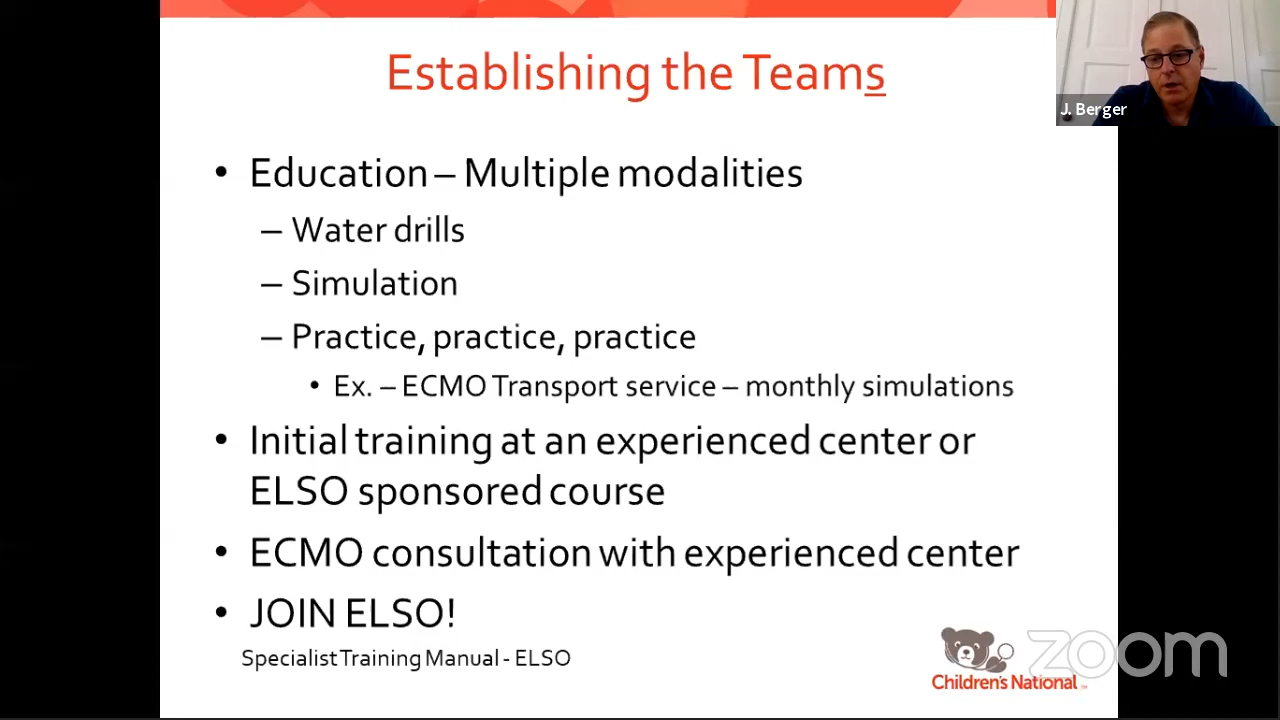 Establishing the Teams
J. Berger
• Education – Multiple modalities
– Water drills
– Simulation
– Practice, practice, practice
• Ex. – ECMO Transport service – monthly simulations
• Initial training at an experienced center or
ELSO sponsored course
• ECMO consultation with experienced center
• JOIN ELSO!
Specialist Training Manual - ELSO
Children's National ™
zoom